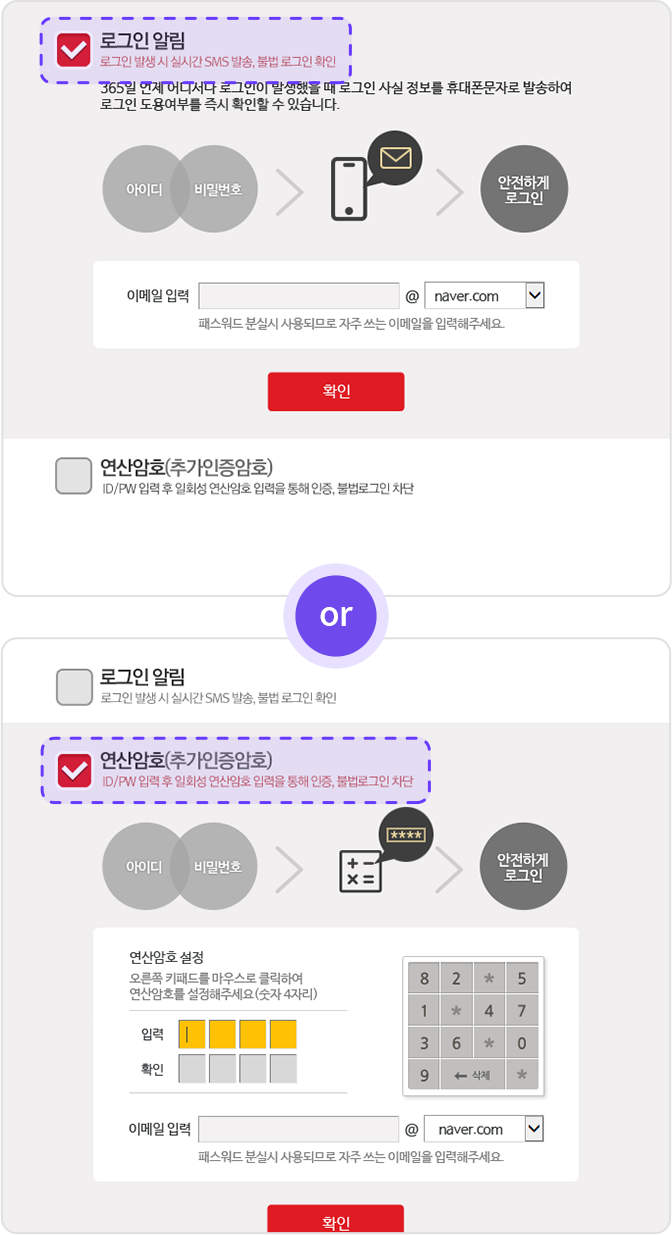 로그인 알림
로그인 발생 시 실시간 SMS 발송, 불법 로그인 확인
365일 언제 어디서나 로그인이 발생했을 때 로그인 사실 정보를 휴대폰문자로 발송하여
로그인 도용여부를 즉시 확인할 수 있습니다.
아이디 비밀번호 안전하게
로그인
이메일 입력 @ naver.com
패스워드 분실시 사용되므로 자주 쓰는 이메일을 입력해주세요.
확인
연산암호(추가인증암호)
ID/PW 입력 후 일회성 연산암호 입력을 통해 인증, 불법로그인 차단
or
로그인 알림
로그인 발생 시 실시간 SMS 발송, 불법 로그인 확인
연산암호(추가인증암호)
ID/PW 입력 후 일회성 연산암호 입력을 통해 인증, 불법로그인 차단
****
아이디 비밀번호 안전하게
로그인
연산암호 설정
오른쪽 키패드를 마우스로 클릭하여
연산암호를 설정해주세요(숫자 4자리)
입력
확인
8 2 * 5
1 * 4 7
3 6 * 0
9 ← 삭제 *
이메일 입력 @ naver.com
패스워드 분실시 사용되므로 자주 쓰는 이메일을 입력해주세요.
확인